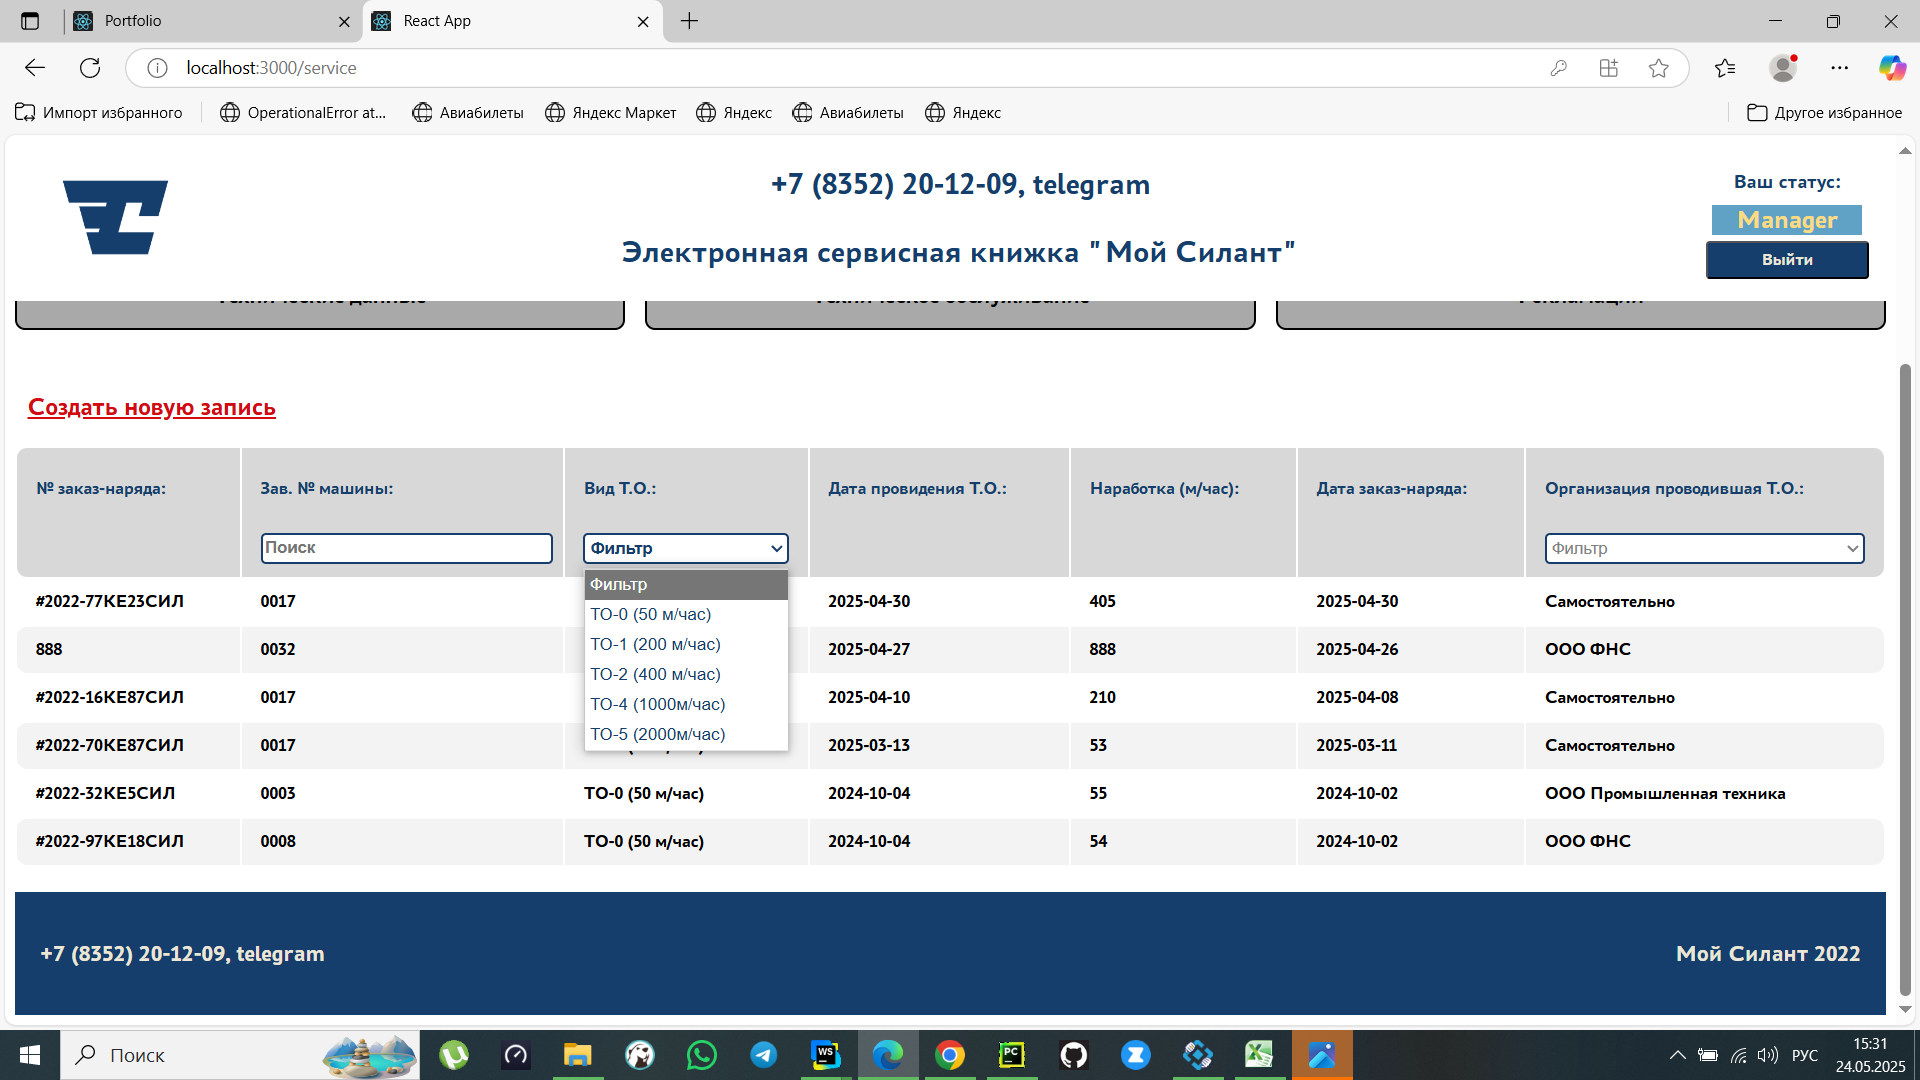 Portfolio
React App
localhost:3000/service
Импорт избранного
OperationalError at...
Авиабилеты
Яндекс Маркет
Яндекс
Авиабилеты
Яндекс
Другое избранное
+7 (8352) 20-12-09, telegram
Электронная сервисная книжка "Мой Силант"
Ваш статус:
Manager
Выйти
Технические данные
Техническое обслуживание
Рекламации
Создать новую запись
№ заказ-наряда: Зав. № машины: Вид Т.О.: Дата провидения Т.О.: Наработка (м/час): Дата заказ-наряда: Организация проводившая Т.О.:
Поиск Фильтр Фильтр
Фильтр
ТО-0 (50 м/час)
ТО-1 (200 м/час)
ТО-2 (400 м/час)
ТО-4 (1000м/час)
ТО-5 (2000м/час)
#2022-77КЕ23СИЛ 0017 2025-04-30 405 2025-04-30 Самостоятельно
888 0032 2025-04-27 888 2025-04-26 ООО ФНС
#2022-16КЕ87СИЛ 0017 2025-04-10 210 2025-04-08 Самостоятельно
#2022-70КЕ87СИЛ 0017 2025-03-13 53 2025-03-11 Самостоятельно
#2022-32КЕ5СИЛ 0003 ТО-0 (50 м/час) 2024-10-04 55 2024-10-02 ООО Промышленная техника
#2022-97КЕ18СИЛ 0008 ТО-0 (50 м/час) 2024-10-04 54 2024-10-02 ООО ФНС
+7 (8352) 20-12-09, telegram
Мой Силант 2022
Поиск
WS
PC
РУС
15:31
24.05.2025